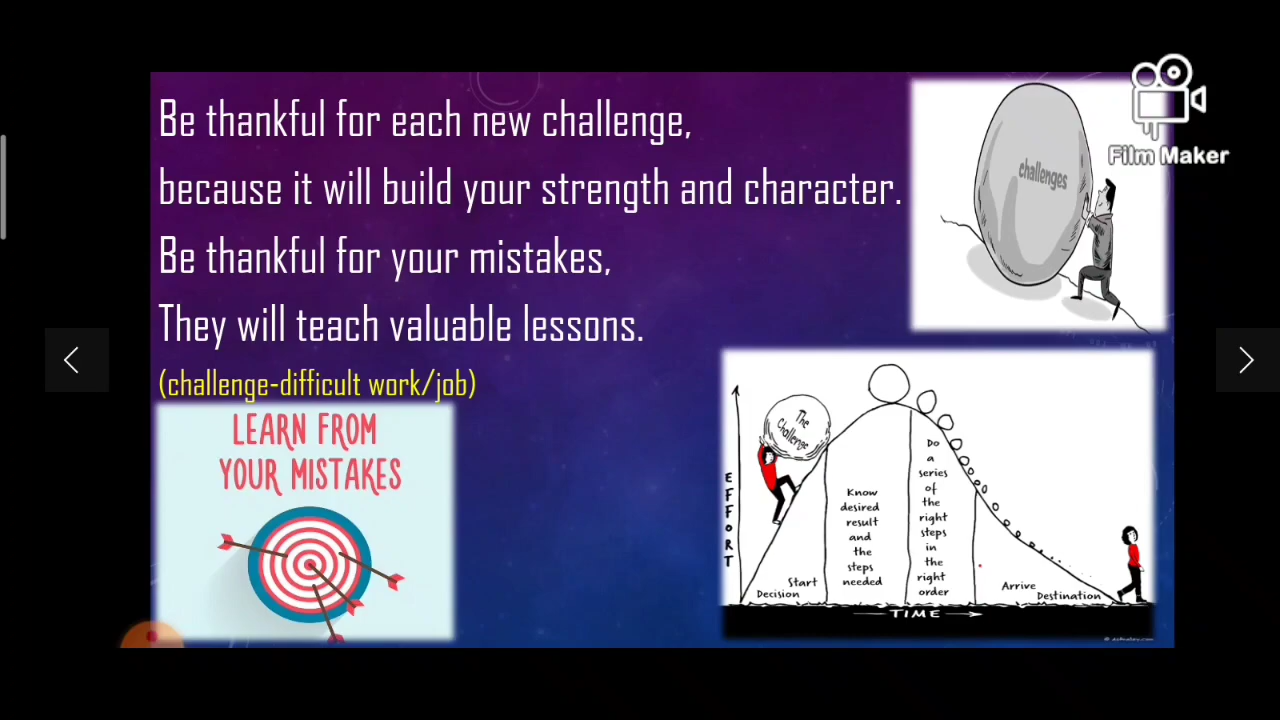 Be thankful for each new challenge,
because it will build your strength and character.
Be thankful for your mistakes,
They will teach valuable lessons.
(challenge-difficult work/job)
LEARN FROM
YOUR MISTAKES
challenges
Film Maker
The
Challenge
EFFORT
Decision
Start
Know
desired
result
and
the
steps
needed
Do
a
series
of
the
right
steps
in
the
right
order
Arrive
Destination
TIME